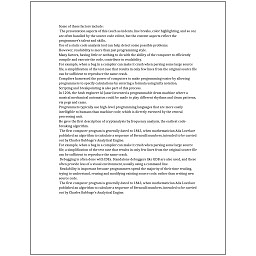 Some of these factors include:
The presentation aspects of this (such as indents, line breaks, color highlighting, and so on) are often handled by the source code editor, but the content aspects reflect the programmer's talent and skills.
Use of a static code analysis tool can help detect some possible problems.
However, readability is more than just programming style.
Many factors, having little or nothing to do with the ability of the computer to efficiently compile and execute the code, contribute to readability.
For example, when a bug in a compiler can make it crash when parsing some large source file, a simplification of the test case that results in only few lines from the original source file can be sufficient to reproduce the same crash.
Compilers harnessed the power of computers to make programming easier by allowing programmers to specify calculations by entering a formula using infix notation.
Scripting and breakpointing is also part of this process.
In 1206, the Arab engineer Al-Jazari invented a programmable drum machine where a musical mechanical automaton could be made to play different rhythms and drum patterns, via pegs and cams.
Programs were typically use high-level programming languages that are more easily intelligible to humans than machine code, which is directly executed by the central processing unit.
He gave the first description of cryptanalysis by frequency analysis, the earliest code-breaking algorithm.
The first computer program is generally dated to 1843, when mathematician Ada Lovelace published an algorithm to calculate a sequence of Bernoulli numbers, intended to be carried out by Charles Babbage's Analytical Engine.
For example, when a bug in a compiler can make it crash when parsing some large source file, a simplification of the test case that results in only few lines from the original source file can be sufficient to reproduce the same crash.
Debugging is often done with IDEs. Standalone debuggers like GDB are also used, and these often provide less of a visual environment, usually using a command line.
Readability is important because programmers spend the majority of their time reading, trying to understand, reusing and modifying existing source code, rather than writing new source code.
The first computer program is generally dated to 1843, when mathematician Ada Lovelace published an algorithm to calculate a sequence of Bernoulli numbers, intended to be carried out by Charles Babbage's Analytical Engine.